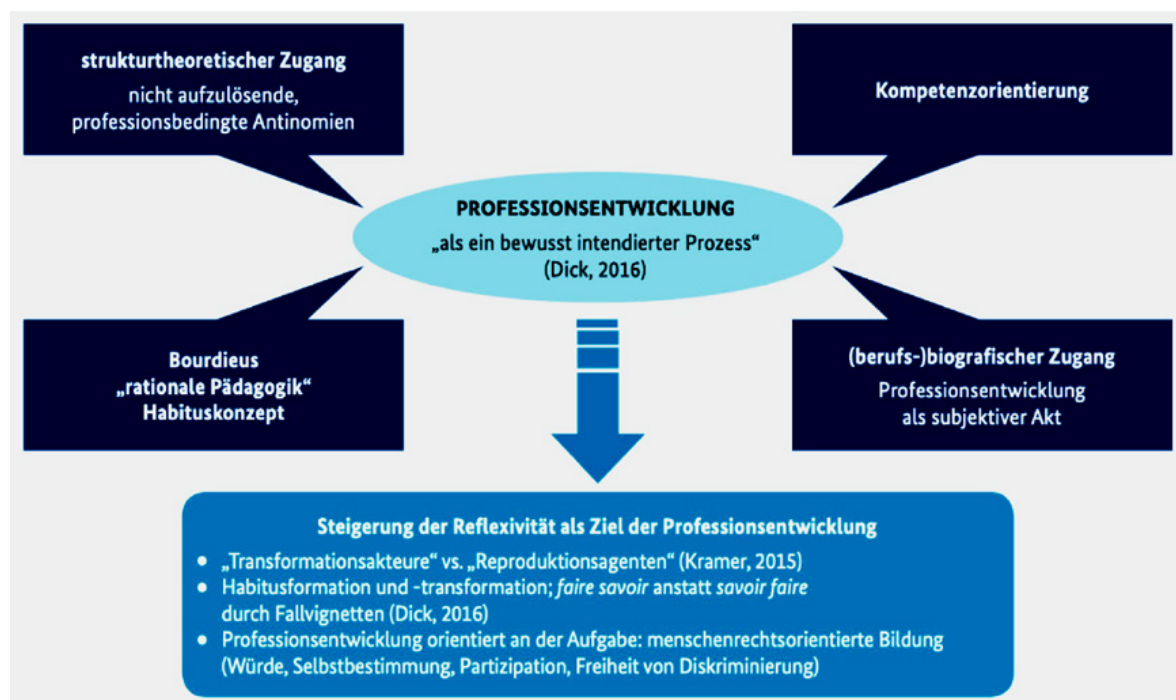 strukturtheoretischer Zugang
nicht aufzulösende,
professionsbedingte Antinomien
Kompetenzorientierung
PROFESSIONSENTWICKLUNG
„als ein bewusst intendierter Prozess“
(Dick, 2016)
Bourdieus
„rationale Pädagogik“
Habituskonzept
(berufs-)biografischer Zugang
Professionsentwicklung
als subjektiver Akt
Steigerung der Reflexivität als Ziel der Professionsentwicklung
• „Transformationsakteure“ vs. „Reproduktionsagenten“ (Kramer, 2015)
• Habitusformation und -transformation; faire savoir anstatt savoir faire
durch Fallvignetten (Dick, 2016)
• Professionsentwicklung orientiert an der Aufgabe: menschenrechtsorientierte Bildung
(Würde, Selbstbestimmung, Partizipation, Freiheit von Diskriminierung)